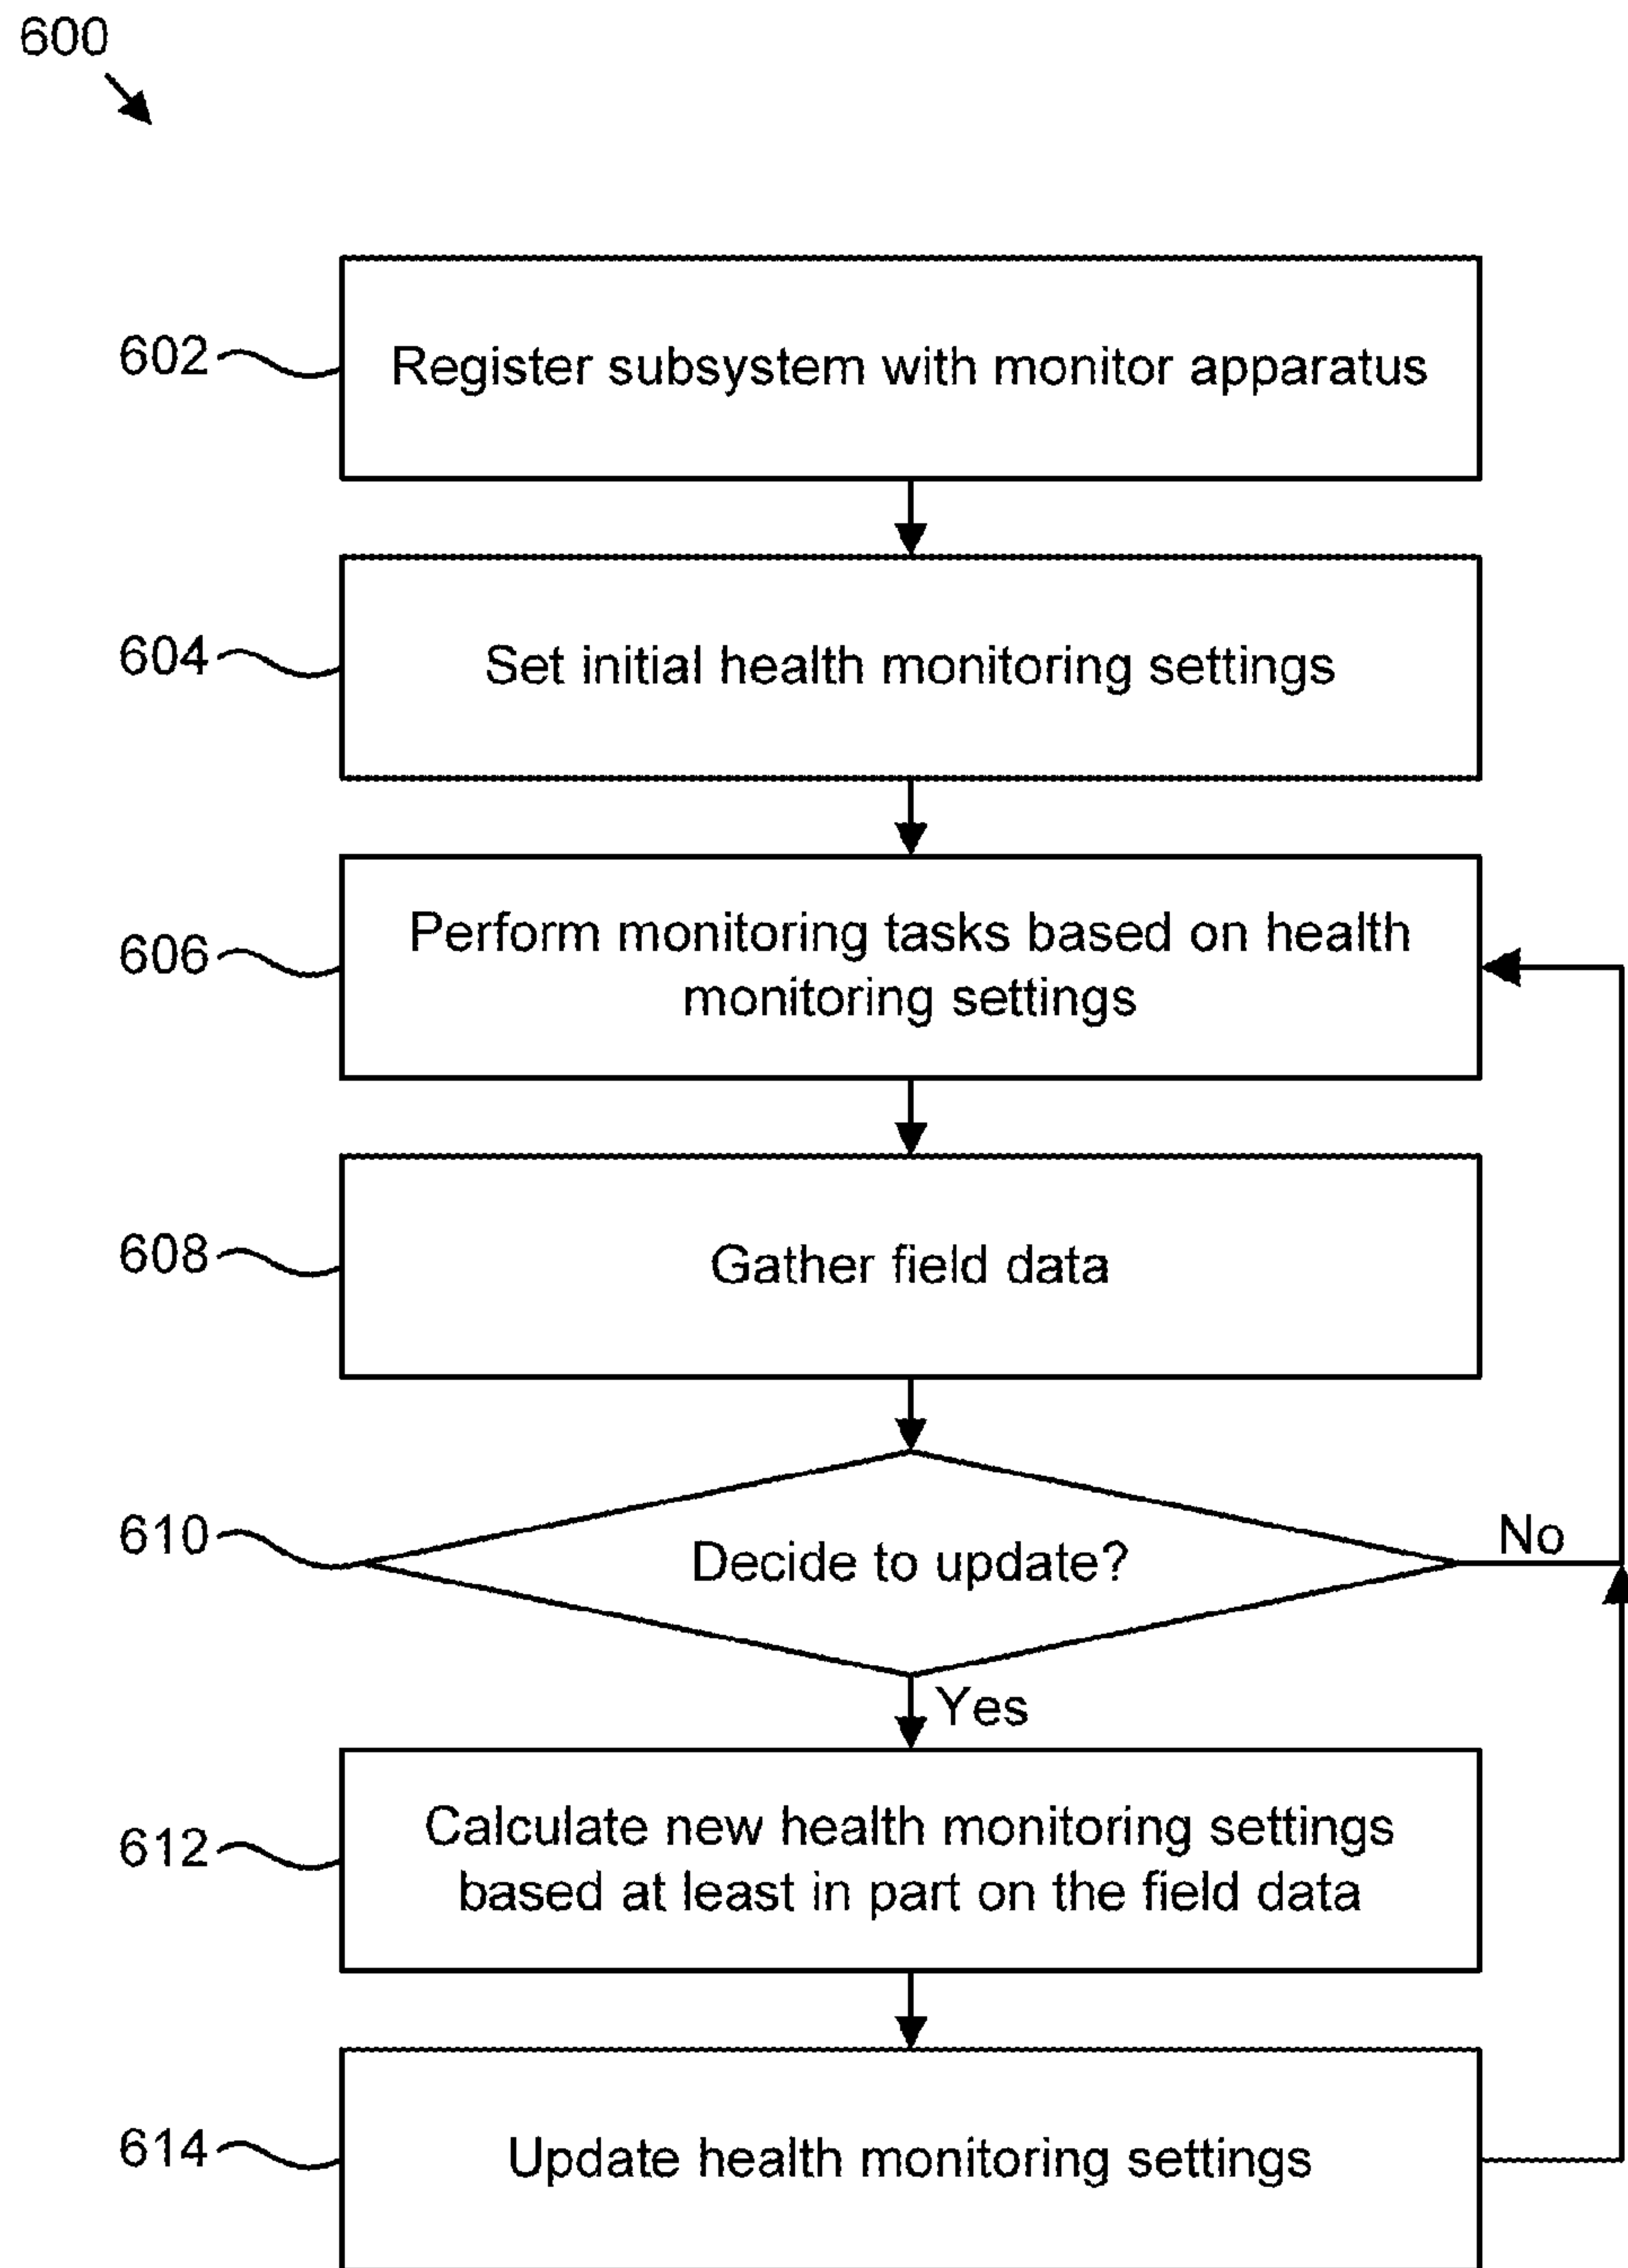 600
602
Register subsystem with monitor apparatus
604
Set initial health monitoring settings
606
Perform monitoring tasks based on health
monitoring settings
608
Gather field data
610
Decide to update?
No
Yes
612
Calculate new health monitoring settings
based at least in part on the field data
614
Update health monitoring settings